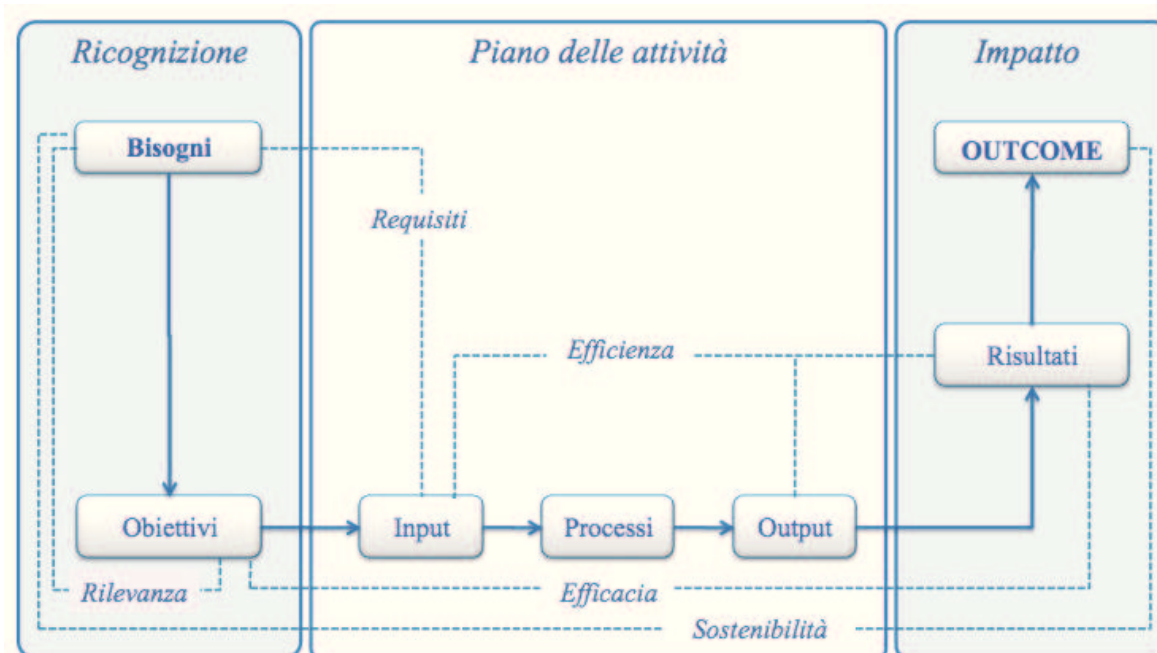 Ricognizione
Piano delle attività
Impatto
Bisogni
OUTCOME
Requisiti
Efficienza
Risultati
Obiettivi
Input
Processi
Output
Rilevanza
Efficacia
Sostenibilità